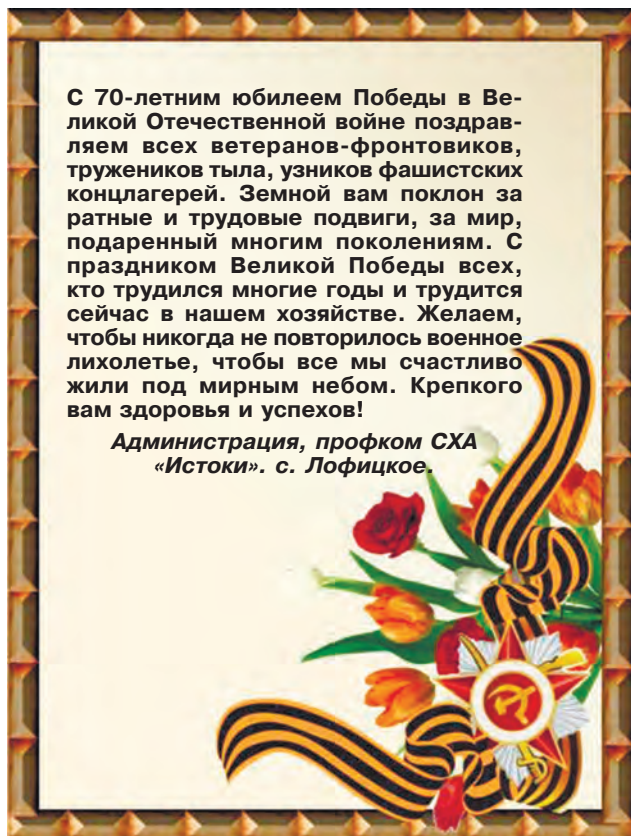 С 70-летним юбилеем Победы в Ве-
ликой Отечественной войне поздрав-
ляем всех ветеранов-фронтовиков,
тружеников тыла, узников фашистских
концлагерей. Земной вам поклон за
ратные и трудовые подвиги, за мир,
подаренный многим поколениям. С
праздником Великой Победы всех,
кто трудился многие годы и трудится
сейчас в нашем хозяйстве. Желаем,
чтобы никогда не повторилось военное
лихолетье, чтобы все мы счастливо
жили под мирным небом. Крепкого
вам здоровья и успехов!
Администрация, профком СХА
«Истоки». с. Лофицкое.